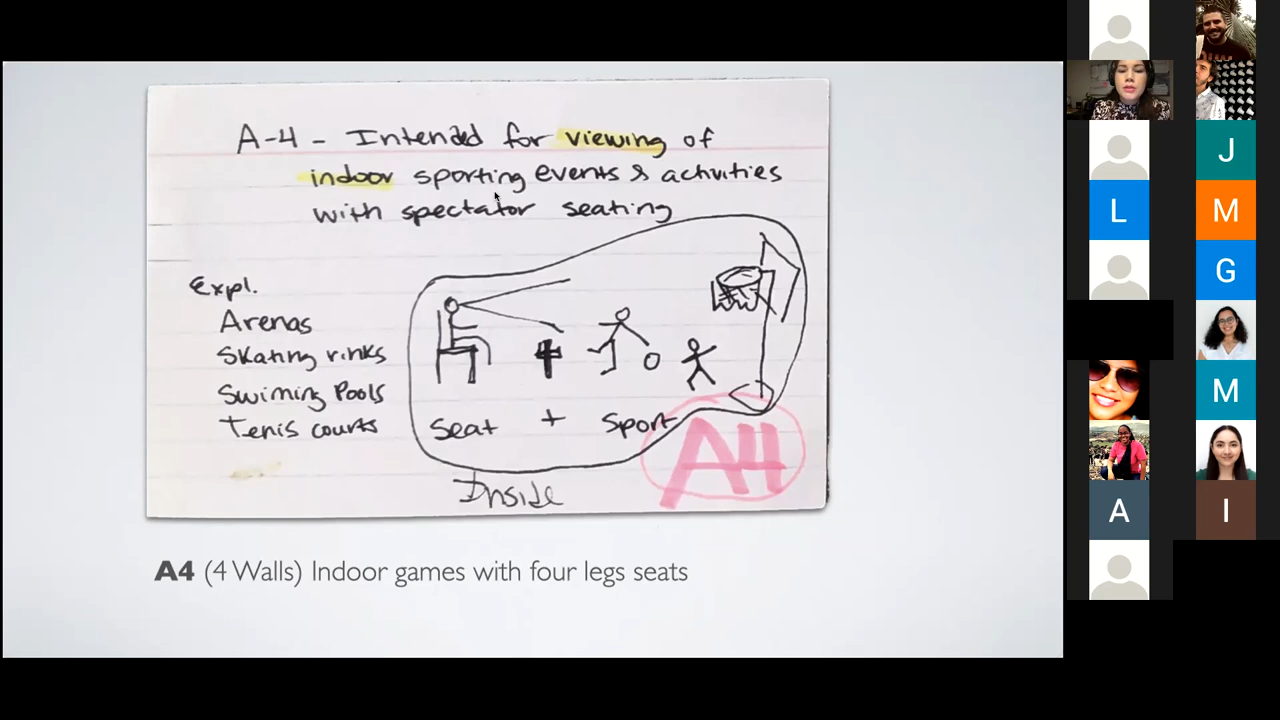 A-4 - Intended for viewing of
indoor sporting events & activities
with spectator seating
Expl.
Arenas
Skating rinks
Swiming Pools
Tenis courts
Seat + Sport
A4
Inside
A4 (4 Walls) Indoor games with four legs seats
J
L
M
G
M
A
I